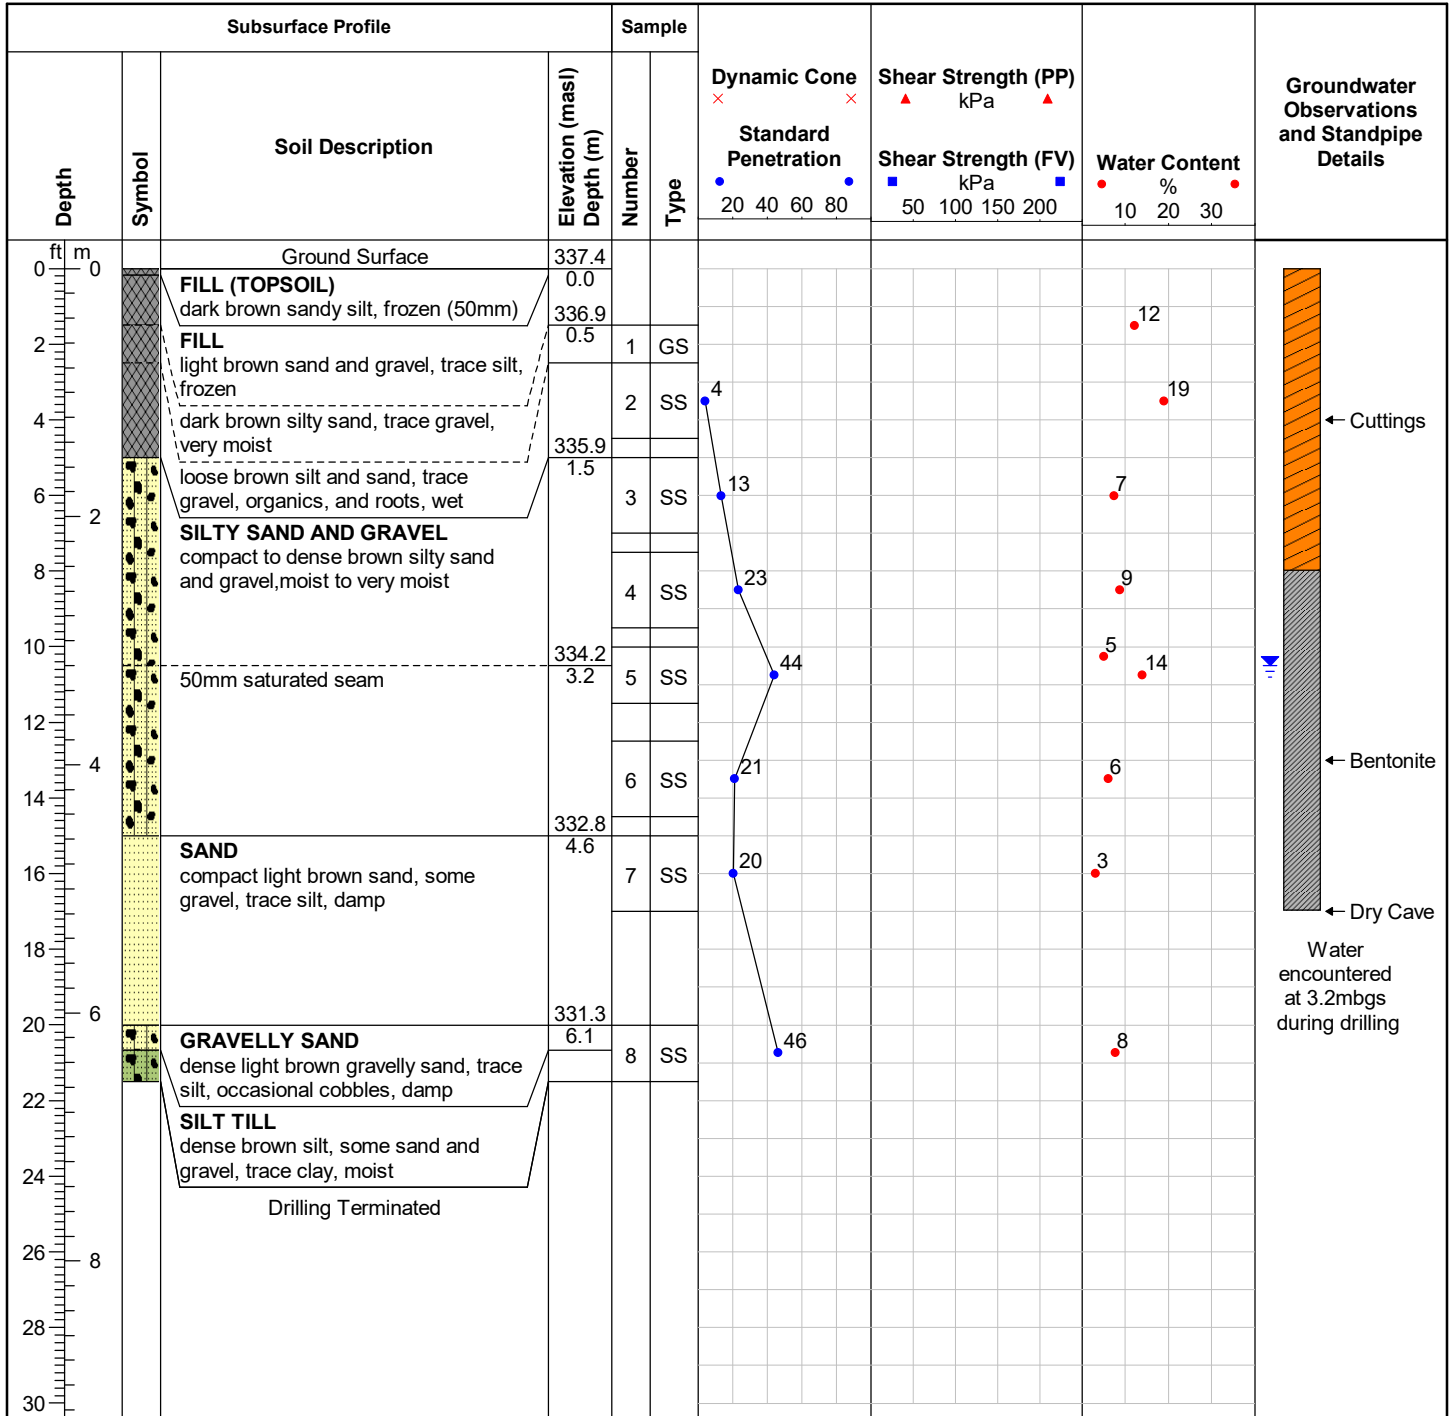 Subsurface Profile
Sample
Depth
Symbol
Soil Description
Elevation (masl)
Depth (m)
Number
Type
Dynamic Cone
Standard
Penetration
20 40 60 80
Shear Strength (PP)
kPa
Shear Strength (FV)
kPa
50 100 150 200
Water Content
%
10 20 30
Groundwater
Observations
and Standpipe
Details
ft m
Ground Surface
337.4
0 0
0.0
FILL (TOPSOIL)
dark brown sandy silt, frozen (50mm)
336.9
0.5
12
FILL
light brown sand and gravel, trace silt,
frozen
2
1 GS
dark brown silty sand, trace gravel,
very moist
2 SS
4
19
4
Cuttings
335.9
1.5
loose brown silt and sand, trace
gravel, organics, and roots, wet
3 SS
13
7
6
2
SILTY SAND AND GRAVEL
compact to dense brown silty sand
and gravel,moist to very moist
8
4 SS
23
9
10
334.2
3.2
50mm saturated seam
5 SS
44
5
14
12
4
Bentonite
6 SS
21
6
14
332.8
4.6
SAND
compact light brown sand, some
gravel, trace silt, damp
16
7 SS
20
3
Dry Cave
18
Water
encountered
at 3.2mbgs
during drilling
6
331.3
20
6.1
GRAVELLY SAND
dense light brown gravelly sand, trace
silt, occasional cobbles, damp
8 SS
46
8
22
SILT TILL
dense brown silt, some sand and
gravel, trace clay, moist
24
Drilling Terminated
26
8
28
30